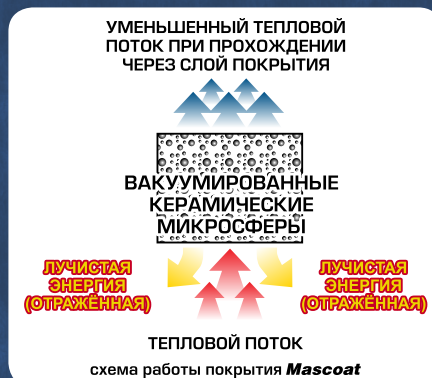 УМЕНЬШЕННЫЙ ТЕПЛОВОЙ
ПОТОК ПРИ ПРОХОЖДЕНИИ
ЧЕРЕЗ СЛОЙ ПОКРЫТИЯ
ВАКУУМИРОВАННЫЕ
КЕРАМИЧЕСКИЕ
МИКРОСФЕРЫ
ЛУЧИСТАЯ
ЭНЕРГИЯ
(ОТРАЖЁННАЯ)
ЛУЧИСТАЯ
ЭНЕРГИЯ
(ОТРАЖЁННАЯ)
ТЕПЛОВОЙ ПОТОК
схема работы покрытия Mascoat